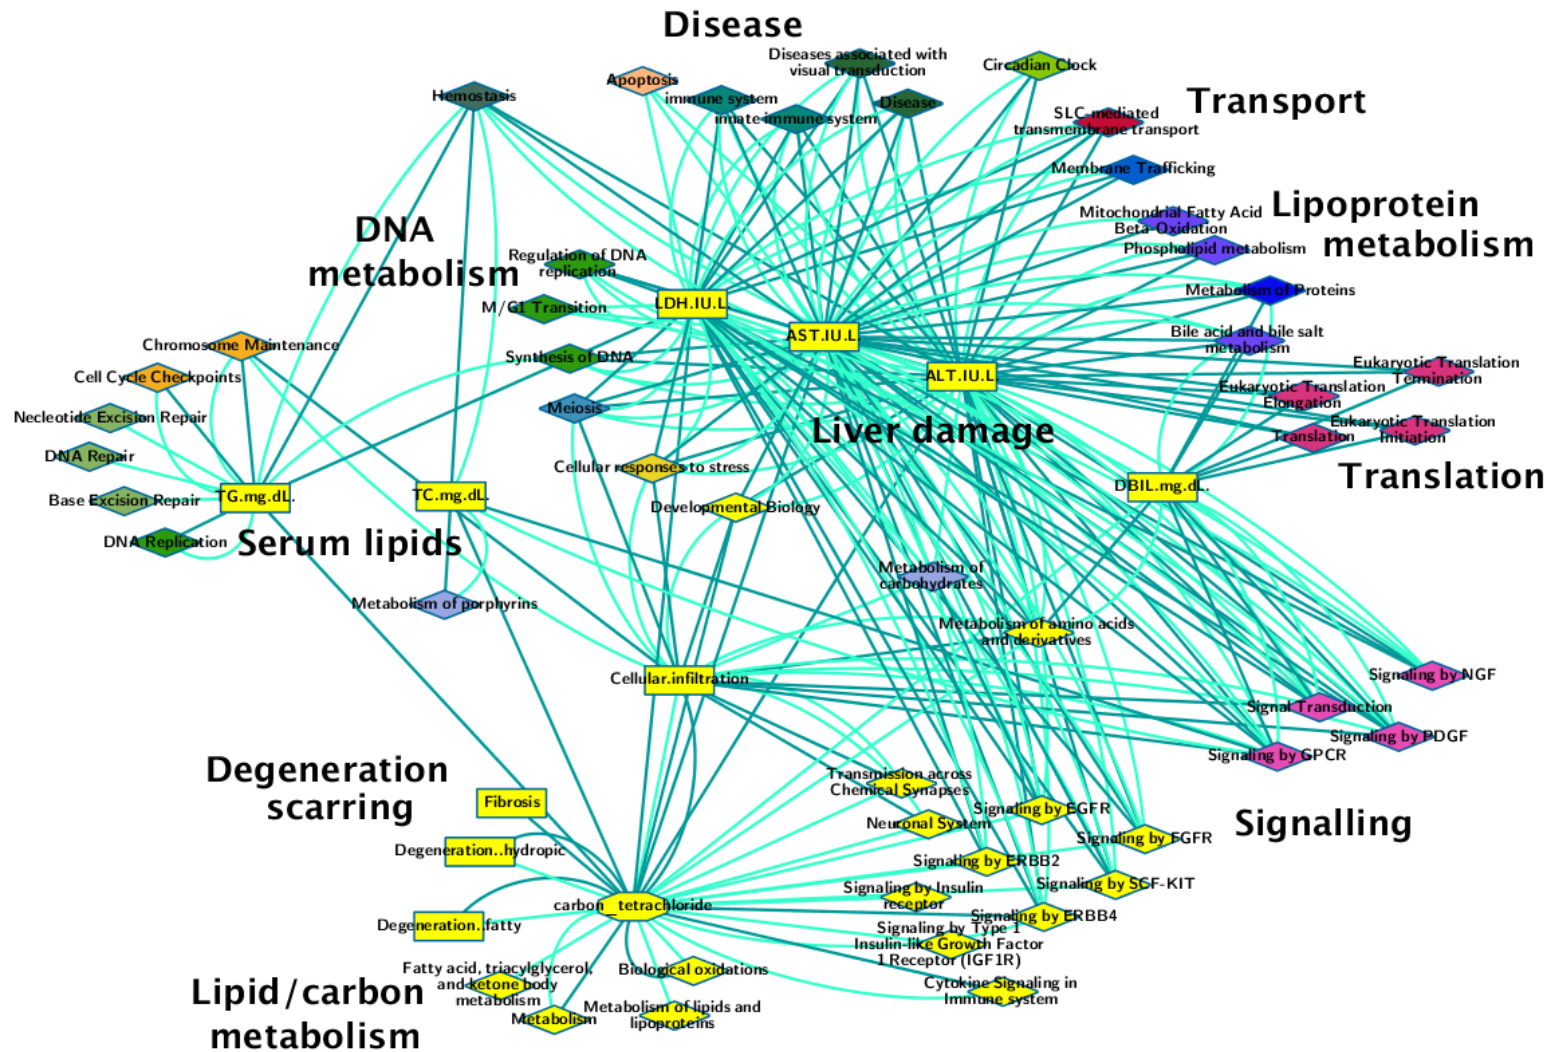 Disease
Diseases associated with
visual transduction
Circadian Clock
Apoptosis
Hemostasis
immune system
innate immune system
Disease
Transport
SLC-mediated
transmembrane transport
Membrane Trafficking
Lipoprotein
metabolism
Mitochondrial Fatty Acid
Beta-Oxidation
Phospholipid metabolism
DNA
metabolism
Regulation of DNA
replication
Metabolism of Proteins
M/G1 Transition
LDH.IU.L.
AST.IU.L.
Bile acid and bile salt
metabolism
Chromosome Maintenance
Synthesis of DNA
ALT.IU.L.
Eukaryotic Translation
Termination
Cell Cycle Checkpoints
Eukaryotic Translation
Elongation
Necleotide Excision Repair
Meiosis
Liver damage
Eukaryotic Translation
Initiation
Translation
DNA Repair
Cellular responses to stress
Translation
Base Excision Repair
TG.mg.dL.
TC.mg.dL.
DBIL.mg.dL.
Developmental Biology
DNA Replication
Serum lipids
Metabolism of
carbohydrates
Metabolism of porphyrins
Metabolism of amino acids
and derivatives
Cellular.infiltration
Signaling by NGF
Signal Transduction
Signaling by PDGF
Signaling by GPCR
Degeneration
scarring
Transmission across
Chemical Synapses
Fibrosis
Signaling by EGFR
Neuronal System
Signalling
Signaling by FGFR
Degeneration..hydropic
Signaling by ERBB2
Signaling by SCF-KIT
Signaling by Insulin
receptor
carbon_tetrachloride
Signaling by ERBB4
Degeneration..fatty
Signaling by Type 1
Insulin-like Growth Factor
1 Receptor (IGF1R)
Fatty acid, triacylglycerol,
and ketone body
metabolism
Biological oxidations
Cytokine Signaling in
Immune system
Lipid/carbon
metabolism
Metabolism
Metabolism of lipids and
lipoproteins